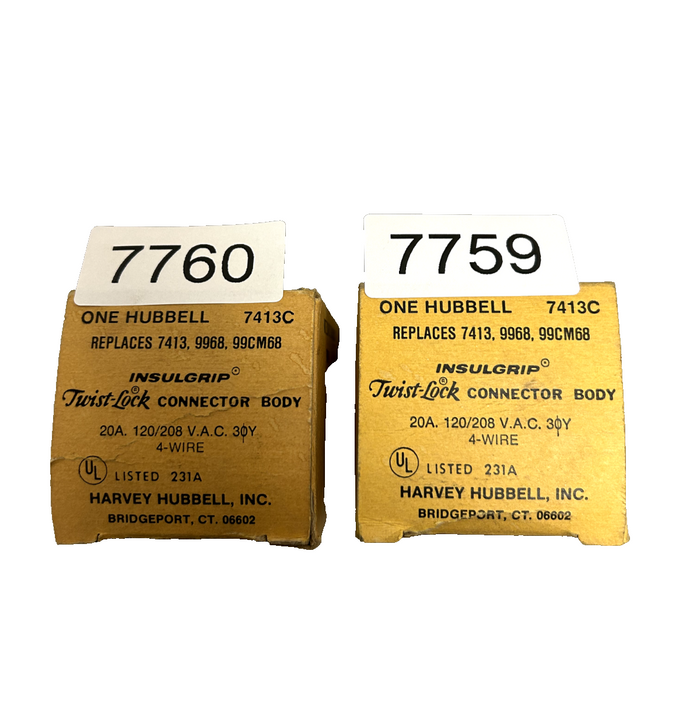 7760
ONE HUBBELL 7413C
REPLACES 7413, 9968, 99CM68
INSULGRIP®
Twist-Lock® CONNECTOR BODY
20A. 120/208 V.A.C. 3ϕY
4-WIRE
UL LISTED 231A
HARVEY HUBBELL, INC.
BRIDGEPORT, CT. 06602
7759
ONE HUBBELL 7413C
REPLACES 7413, 9968, 99CM68
INSULGRIP®
Twist-Lock® CONNECTOR BODY
20A. 120/208 V.A.C. 3ϕY
4-WIRE
UL LISTED 231A
HARVEY HUBBELL, INC.
BRIDGEPORT, CT. 06602